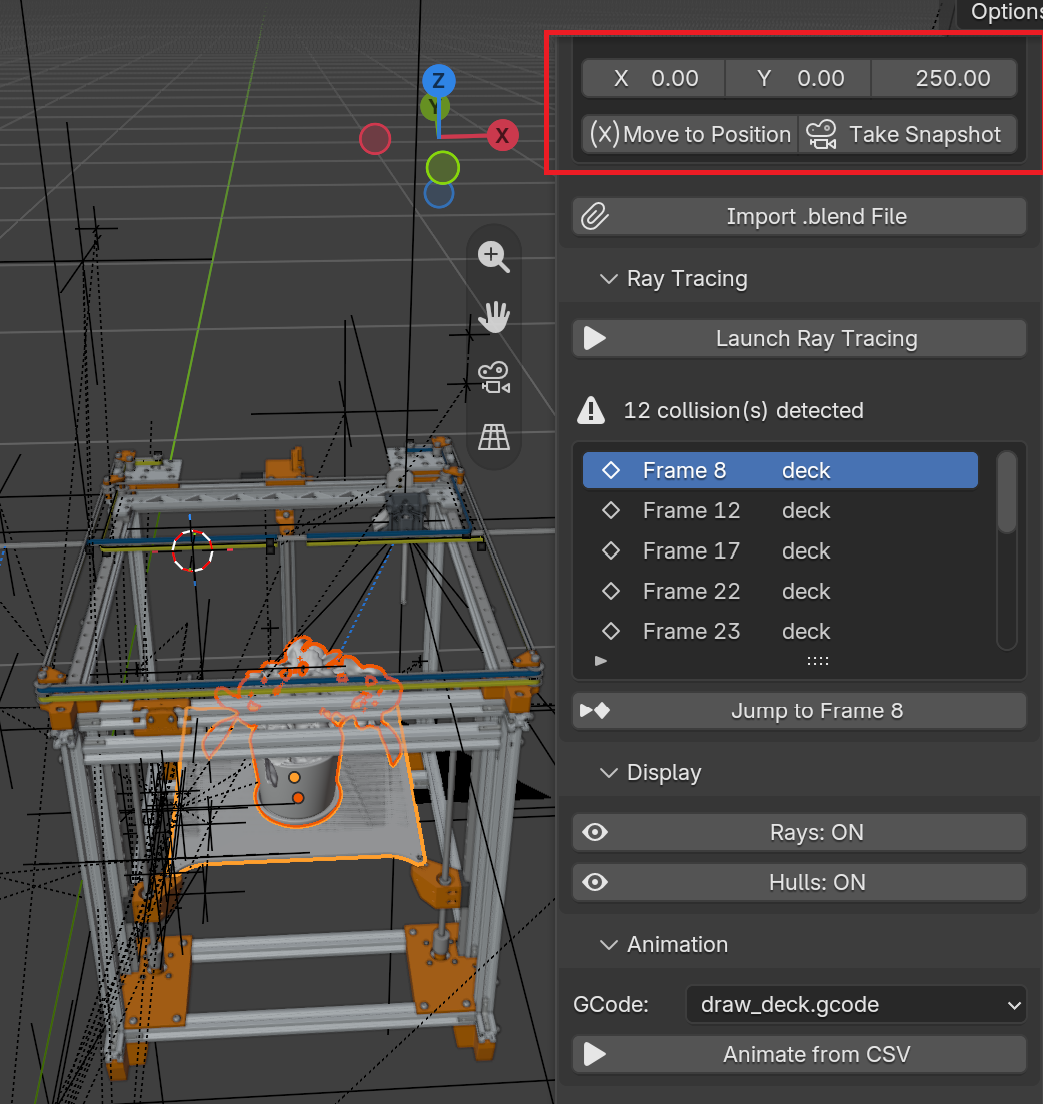 Options
X 0.00 Y 0.00 250.00
(X) Move to Position Take Snapshot
Z
Y
X
Import .blend File
Ray Tracing
Launch Ray Tracing
12 collision(s) detected
Frame 8 deck
Frame 12 deck
Frame 17 deck
Frame 22 deck
Frame 23 deck
Jump to Frame 8
Display
Rays: ON
Hulls: ON
Animation
GCode: draw_deck.gcode
Animate from CSV